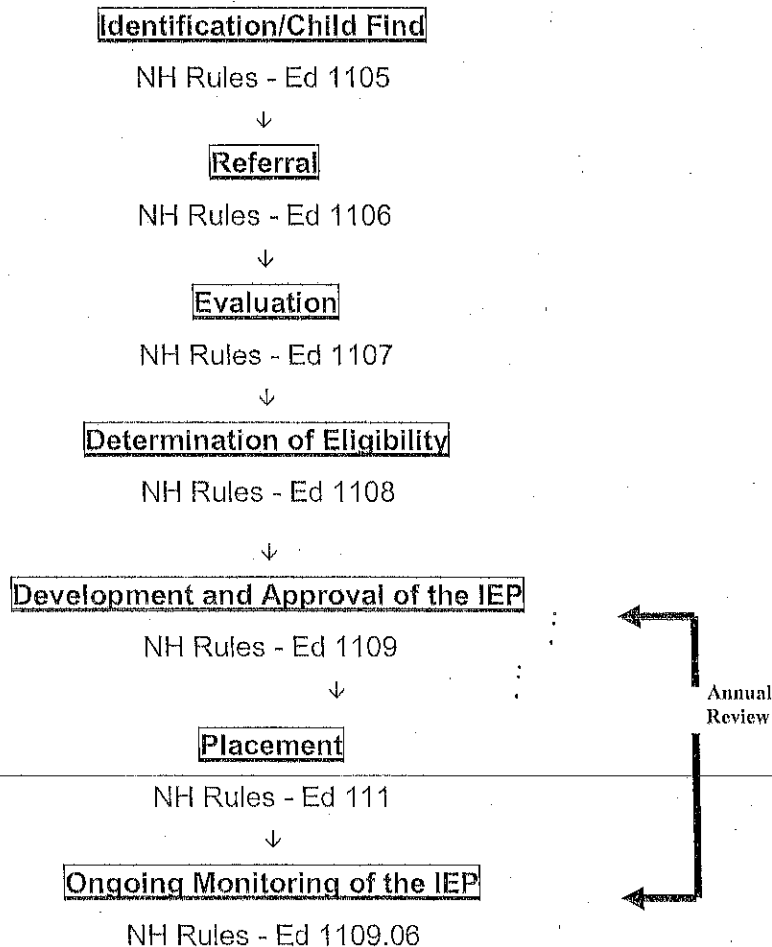 Identification/Child Find
NH Rules - Ed 1105
↓
Referral
NH Rules - Ed 1106
↓
Evaluation
NH Rules - Ed 1107
↓
Determination of Eligibility
NH Rules - Ed 1108
↓
Development and Approval of the IEP
NH Rules - Ed 1109
↓
Annual
Review
Placement
NH Rules - Ed 111
↓
Ongoing Monitoring of the IEP
NH Rules - Ed 1109.06